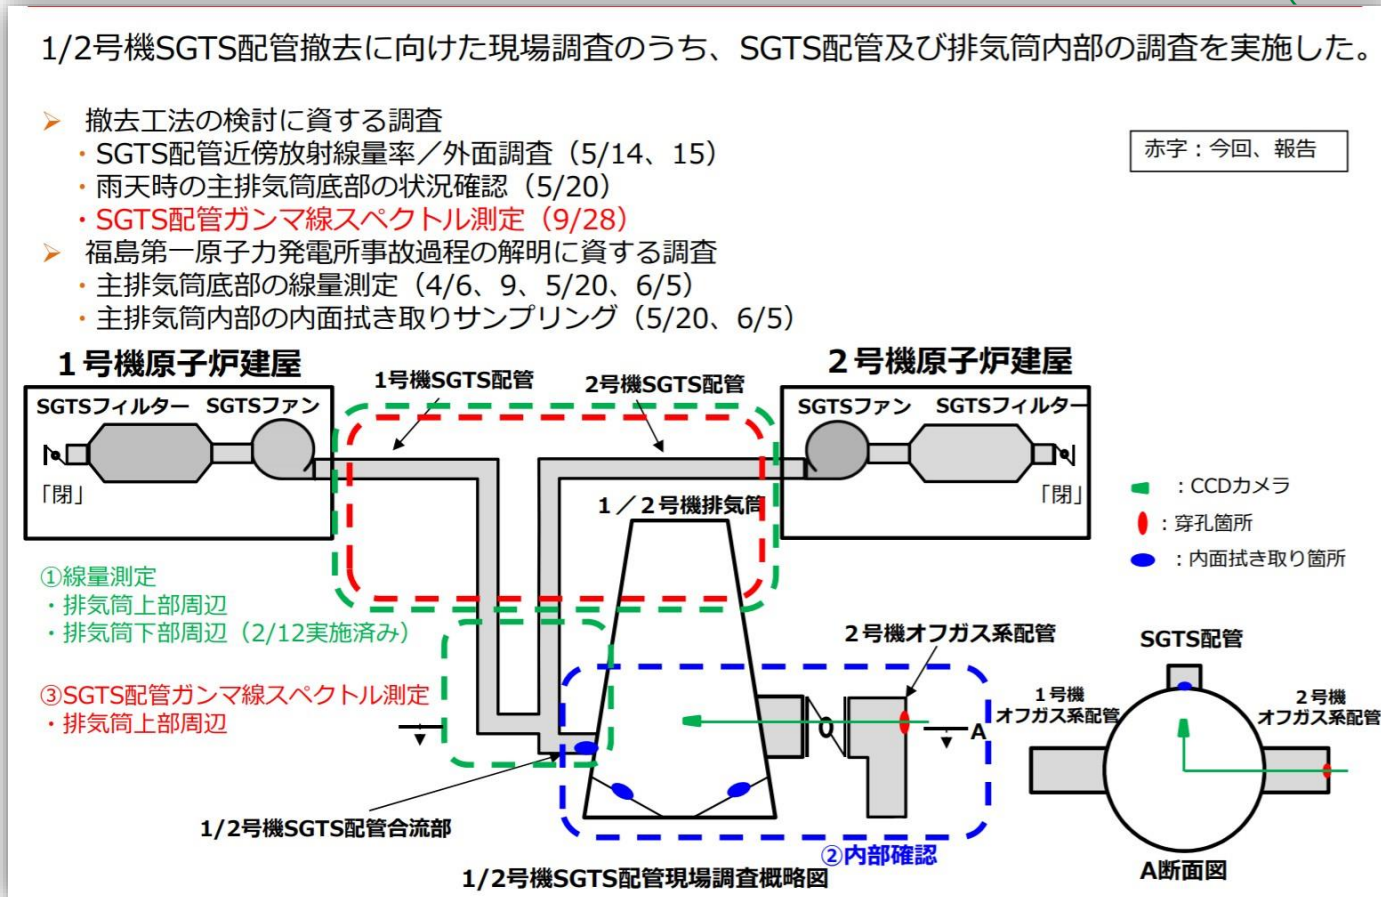 1/2号機SGTS配管撤去に向けた現場調査のうち、SGTS配管及び排気筒内部の調査を実施した。
➢ 撤去工法の検討に資する調査
・SGTS配管近傍放射線量率／外面調査（5/14、15）
・雨天時の主排気筒底部の状況確認（5/20）
・SGTS配管ガンマ線スペクトル測定（9/28）
➢ 福島第一原子力発電所事故過程の解明に資する調査
・主排気筒底部の線量測定（4/6、9、5/20、6/5）
・主排気筒内部の内面拭き取りサンプリング（5/20、6/5）
赤字：今回、報告
１号機原子炉建屋
SGTSフィルター SGTSファン
「閉」
1号機SGTS配管
2号機SGTS配管
２号機原子炉建屋
SGTSファン SGTSフィルター
「閉」
１／２号機排気筒
：CCDカメラ
：穿孔箇所
：内面拭き取り箇所
①線量測定
・排気筒上部周辺
・排気筒下部周辺（2/12実施済み）
③SGTS配管ガンマ線スペクトル測定
・排気筒上部周辺
２号機オフガス系配管
A
1/2号機SGTS配管合流部
②内部確認
1/2号機SGTS配管現場調査概略図
SGTS配管
１号機
オフガス系配管
２号機
オフガス系配管
A断面図